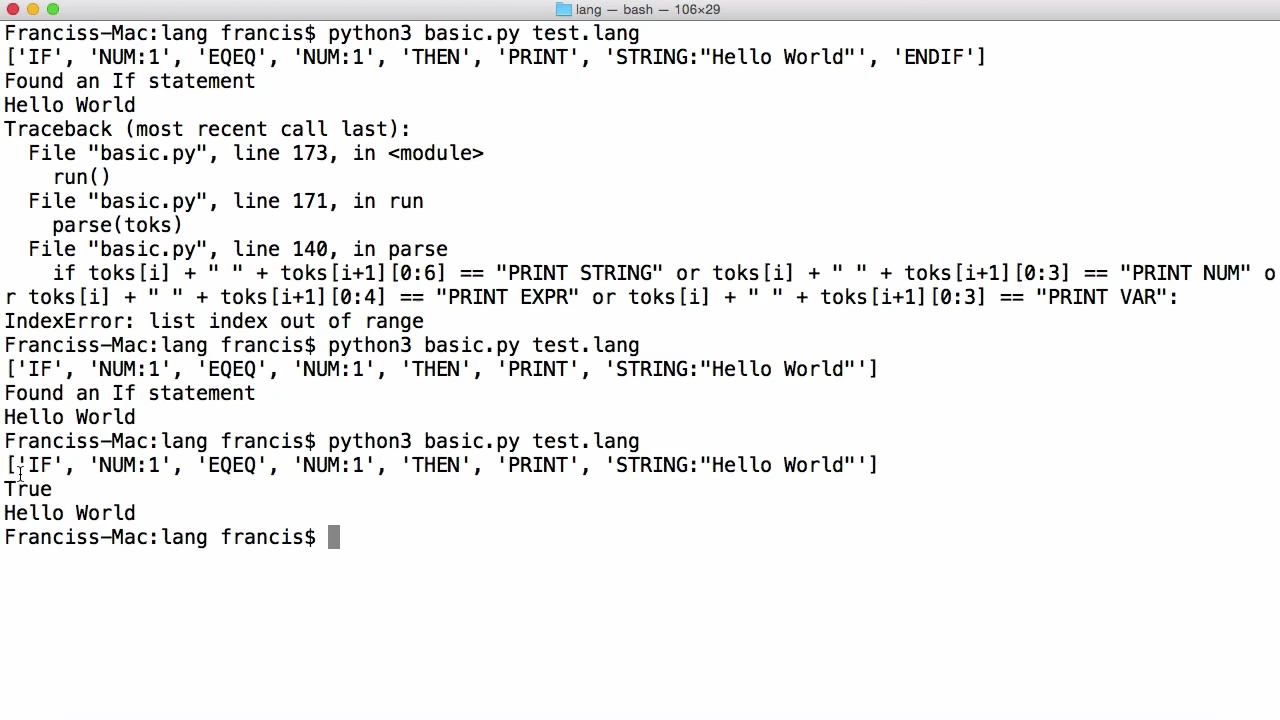 lang — bash — 106×29
Franciss-Mac:lang francis$ python3 basic.py test.lang
['IF', 'NUM:1', 'EQEQ', 'NUM:1', 'THEN', 'PRINT', 'STRING:"Hello World"', 'ENDIF']
Found an If statement
Hello World
Traceback (most recent call last):
  File "basic.py", line 173, in <module>
    run()
  File "basic.py", line 171, in run
    parse(toks)
  File "basic.py", line 140, in parse
    if toks[i] + " " + toks[i+1][0:6] == "PRINT STRING" or toks[i] + " " + toks[i+1][0:3] == "PRINT NUM" o
r toks[i] + " " + toks[i+1][0:4] == "PRINT EXPR" or toks[i] + " " + toks[i+1][0:3] == "PRINT VAR":
IndexError: list index out of range
Franciss-Mac:lang francis$ python3 basic.py test.lang
['IF', 'NUM:1', 'EQEQ', 'NUM:1', 'THEN', 'PRINT', 'STRING:"Hello World"']
Found an If statement
Hello World
Franciss-Mac:lang francis$ python3 basic.py test.lang
['IF', 'NUM:1', 'EQEQ', 'NUM:1', 'THEN', 'PRINT', 'STRING:"Hello World"']
True
Hello World
Franciss-Mac:lang francis$